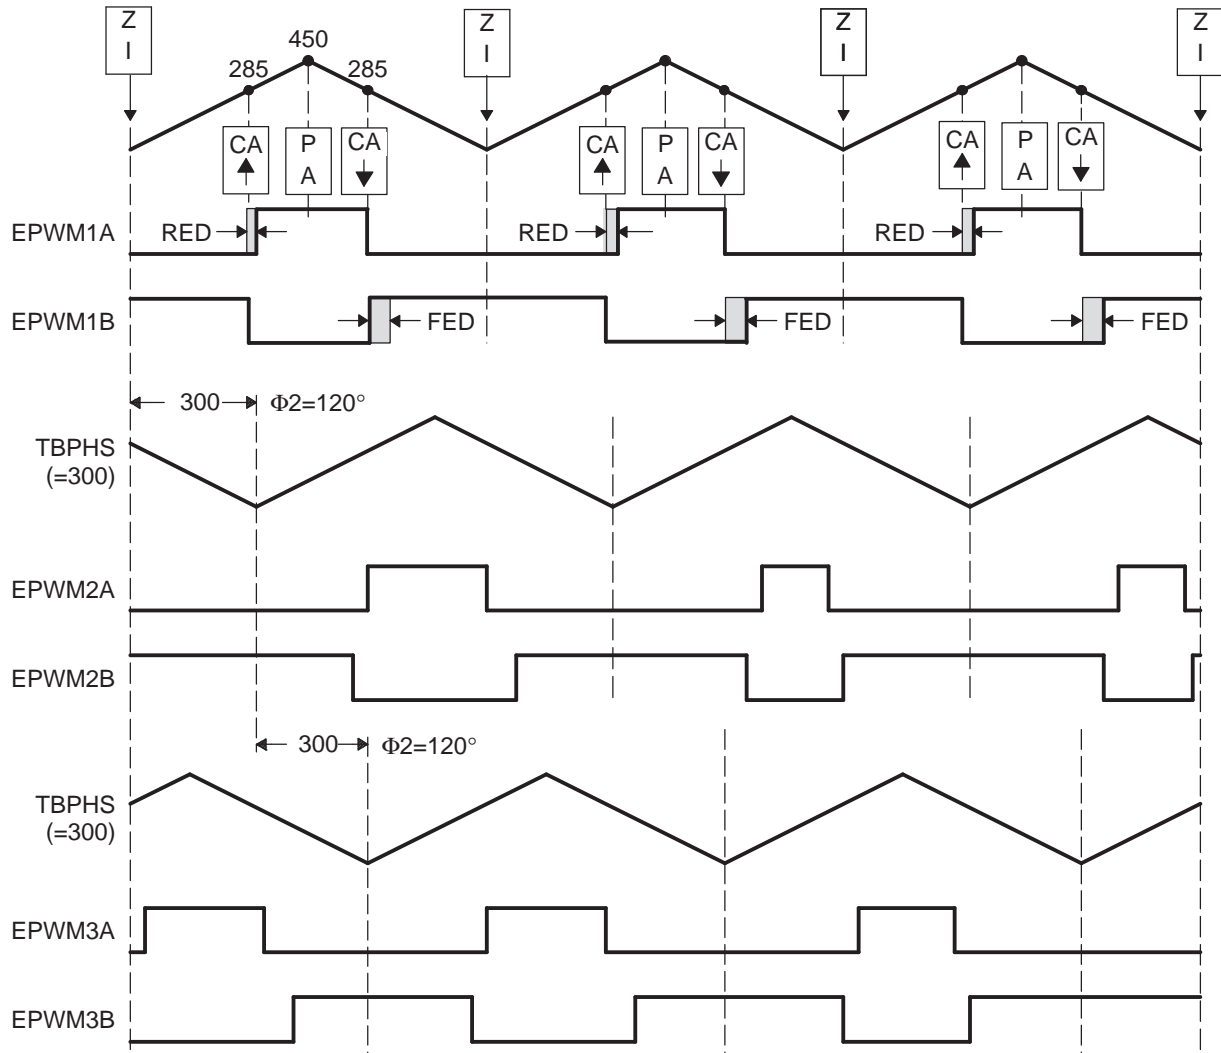 Z
I
Z
I
Z
I
Z
I
450
285
285
CA
P
A
CA
CA
P
A
CA
CA
P
A
CA
EPWM1A
RED
RED
RED
EPWM1B
FED
FED
FED
300
Φ2=120°
TBPHS
(=300)
EPWM2A
EPWM2B
300
Φ2=120°
TBPHS
(=300)
EPWM3A
EPWM3B